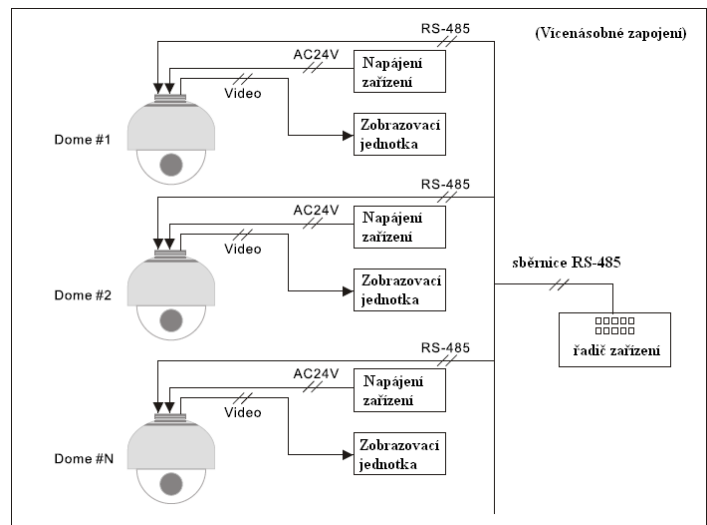 RS-485
(Vícenásobné zapojení)
AC24V
Napájení
zařízení
Video
Zobrazovací
jednotka
Dome #1
RS-485
AC24V
Napájení
zařízení
Video
Zobrazovací
jednotka
Dome #2
sběrnice RS-485
řadič zařízení
RS-485
AC24V
Napájení
zařízení
Video
Zobrazovací
jednotka
Dome #N